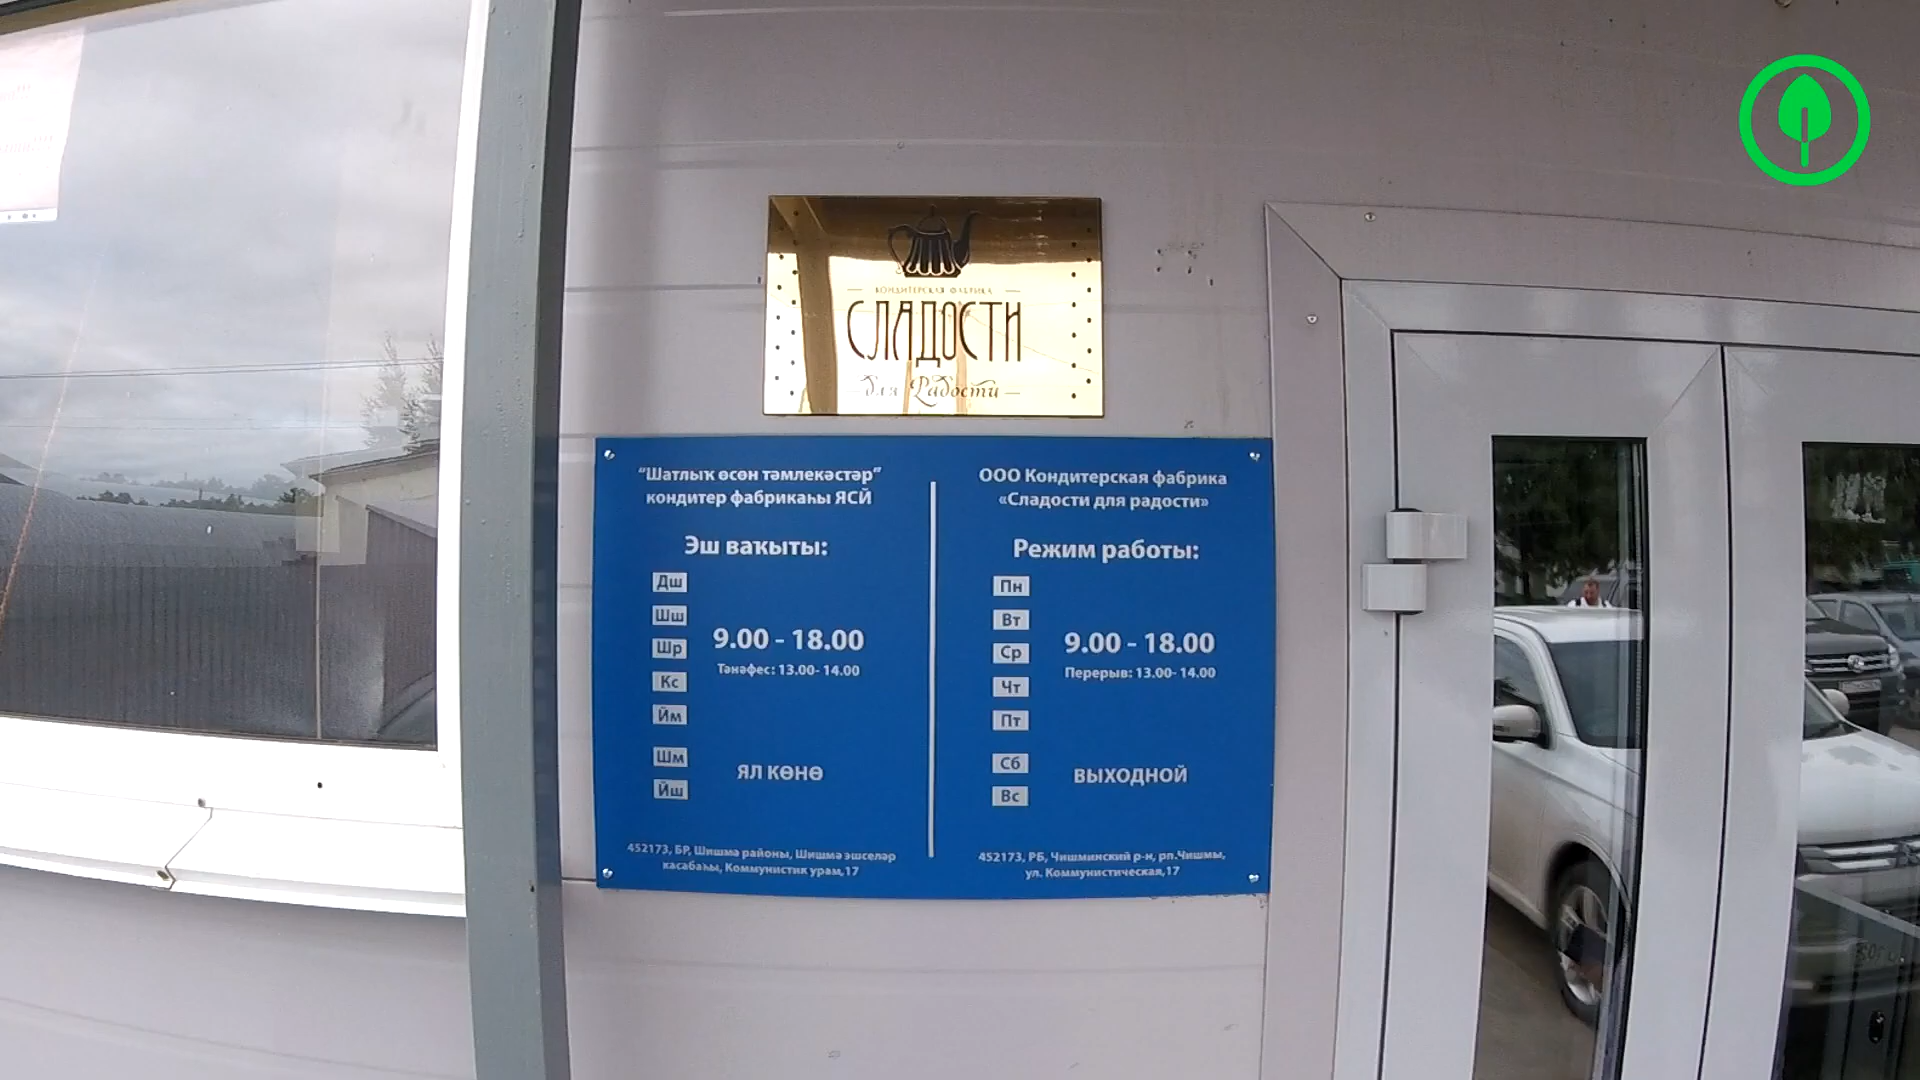 КОНДИТЕРСКАЯ ФАБРИКА
СЛАДОСТИ
для Радости
“Шатлыҡ өсөн тәмлекәстәр”
кондитер фабрикаһы ЯСЙ
Эш ваҡыты:
Дш
Шш
Шр
Кс
Йм
9.00 - 18.00
Тәнәфес: 13.00- 14.00
Шм
Йш
ЯЛ КӨНӨ
452173, БР, Шишмә районы, Шишмә эшселәр
касабаһы, Коммунистик урам,17
ООО Кондитерская фабрика
«Сладости для радости»
Режим работы:
Пн
Вт
Ср
Чт
Пт
9.00 - 18.00
Перерыв: 13.00- 14.00
Сб
Вс
ВЫХОДНОЙ
452173, РБ, Чишминский р-н, рп.Чишмы,
ул. Коммунистическая,17